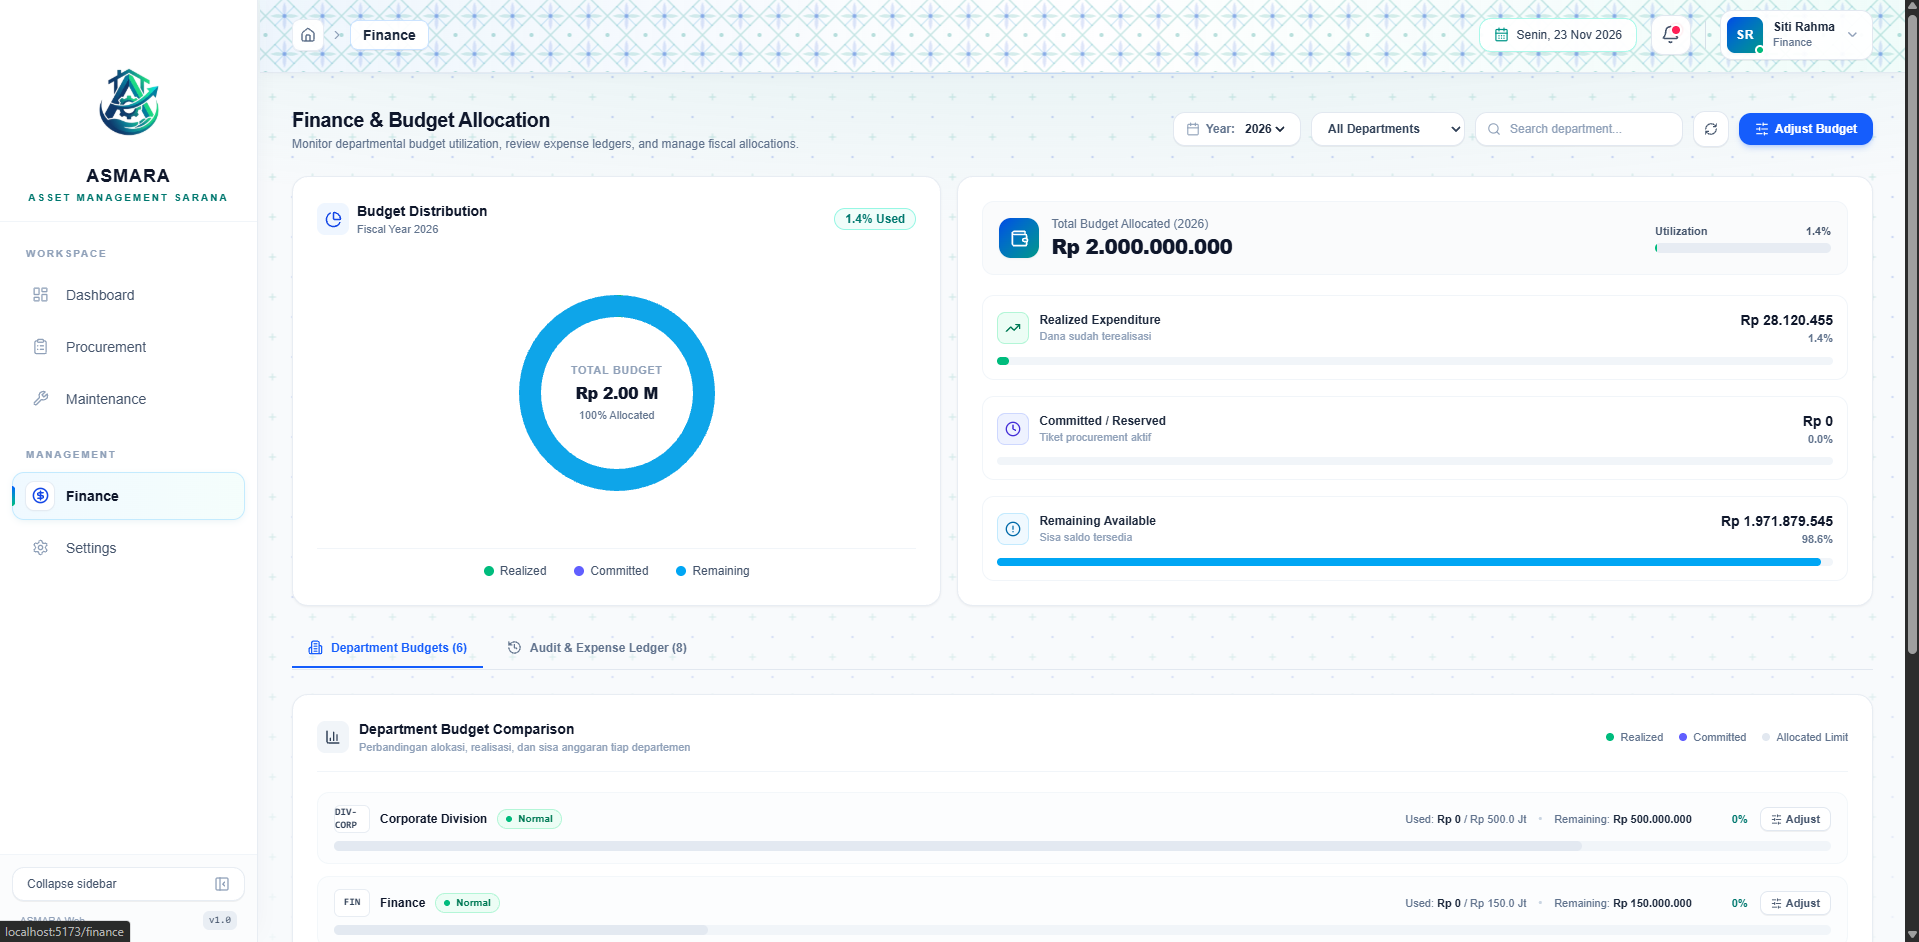 ASMARA
ASSET MANAGEMENT SARANA
WORKSPACE
Dashboard
Procurement
Maintenance
MANAGEMENT
Finance
Settings
Collapse sidebar
ASMARA Web
v1.0
localhost:5173/finance
Finance
Senin, 23 Nov 2026
SR
Siti Rahma
Finance
Finance & Budget Allocation
Monitor departmental budget utilization, review expense ledgers, and manage fiscal allocations.
Year: 2026
All Departments
Search department...
Adjust Budget
Budget Distribution
Fiscal Year 2026
1.4% Used
TOTAL BUDGET
Rp 2.00 M
100% Allocated
Realized
Committed
Remaining
Total Budget Allocated (2026)
Rp 2.000.000.000
Utilization
1.4%
Realized Expenditure
Dana sudah terealisasi
Rp 28.120.455
1.4%
Committed / Reserved
Tiket procurement aktif
Rp 0
0.0%
Remaining Available
Sisa saldo tersedia
Rp 1.971.879.545
98.6%
Department Budgets (6)
Audit & Expense Ledger (8)
Department Budget Comparison
Perbandingan alokasi, realisasi, dan sisa anggaran tiap departemen
Realized
Committed
Allocated Limit
DIV-
CORP
Corporate Division
Normal
Used: Rp 0 / Rp 500.0 Jt • Remaining: Rp 500.000.000
0%
Adjust
FIN
Finance
Normal
Used: Rp 0 / Rp 150.0 Jt • Remaining: Rp 150.000.000
0%
Adjust